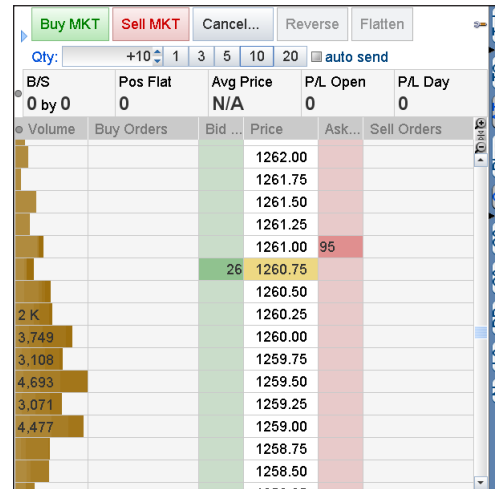 Buy MKT Sell MKT Cancel... Reverse Flatten
Qty: +10 1 3 5 10 20 auto send
B/S Pos Flat Avg Price P/L Open P/L Day
0 by 0 0 N/A 0 0
Volume Buy Orders Bid ... Price Ask... Sell Orders
1262.00
1261.75
1261.50
1261.25
1261.00 95
26 1260.75
1260.50
2 K 1260.25
3,749 1260.00
3,108 1259.75
4,693 1259.50
3,071 1259.25
4,477 1259.00
1258.75
1258.50